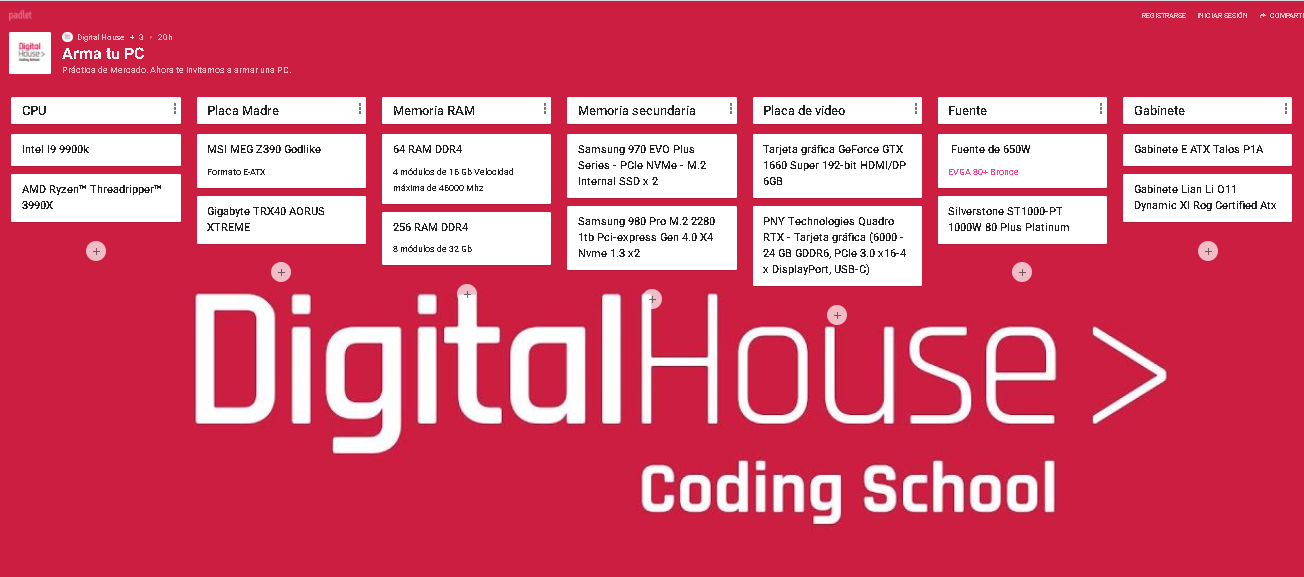 padlet
REGISTRARSE INICIAR SESIÓN COMPARTI
Digital House + 3 • 20h
Digital
House>
Coding School
Arma tu PC
Práctica de Mercado. Ahora te invitamos a armar una PC.
CPU
Intel I9 9900k
AMD Ryzen™ Threadripper™
3990X
Placa Madre
MSI MEG Z390 Godlike
Formato E-ATX
Gigabyte TRX40 AORUS
XTREME
Memoria RAM
64 RAM DDR4
4 módulos de 16 Gb Velocidad
máxima de 46000 Mhz
256 RAM DDR4
8 módulos de 32 Gb
Memoria secundaria
Samsung 970 EVO Plus
Series - PCIe NVMe - M.2
Internal SSD x 2
Samsung 980 Pro M.2 2280
1tb Pci-express Gen 4.0 X4
Nvme 1.3 x2
Placa de vídeo
Tarjeta gráfica GeForce GTX
1660 Super 192-bit HDMI/DP
6GB
PNY Technologies Quadro
RTX - Tarjeta gráfica (6000 -
24 GB GDDR6, PCIe 3.0 x16-4
x DisplayPort, USB-C)
Fuente
Fuente de 650W
EVGA 80+ Bronce
Silverstone ST1000-PT
1000W 80 Plus Platinum
Gabinete
Gabinete E ATX Talos P1A
Gabinete Lian Li O11
Dynamic Xl Rog Certified Atx
DigitalHouse>
Coding School